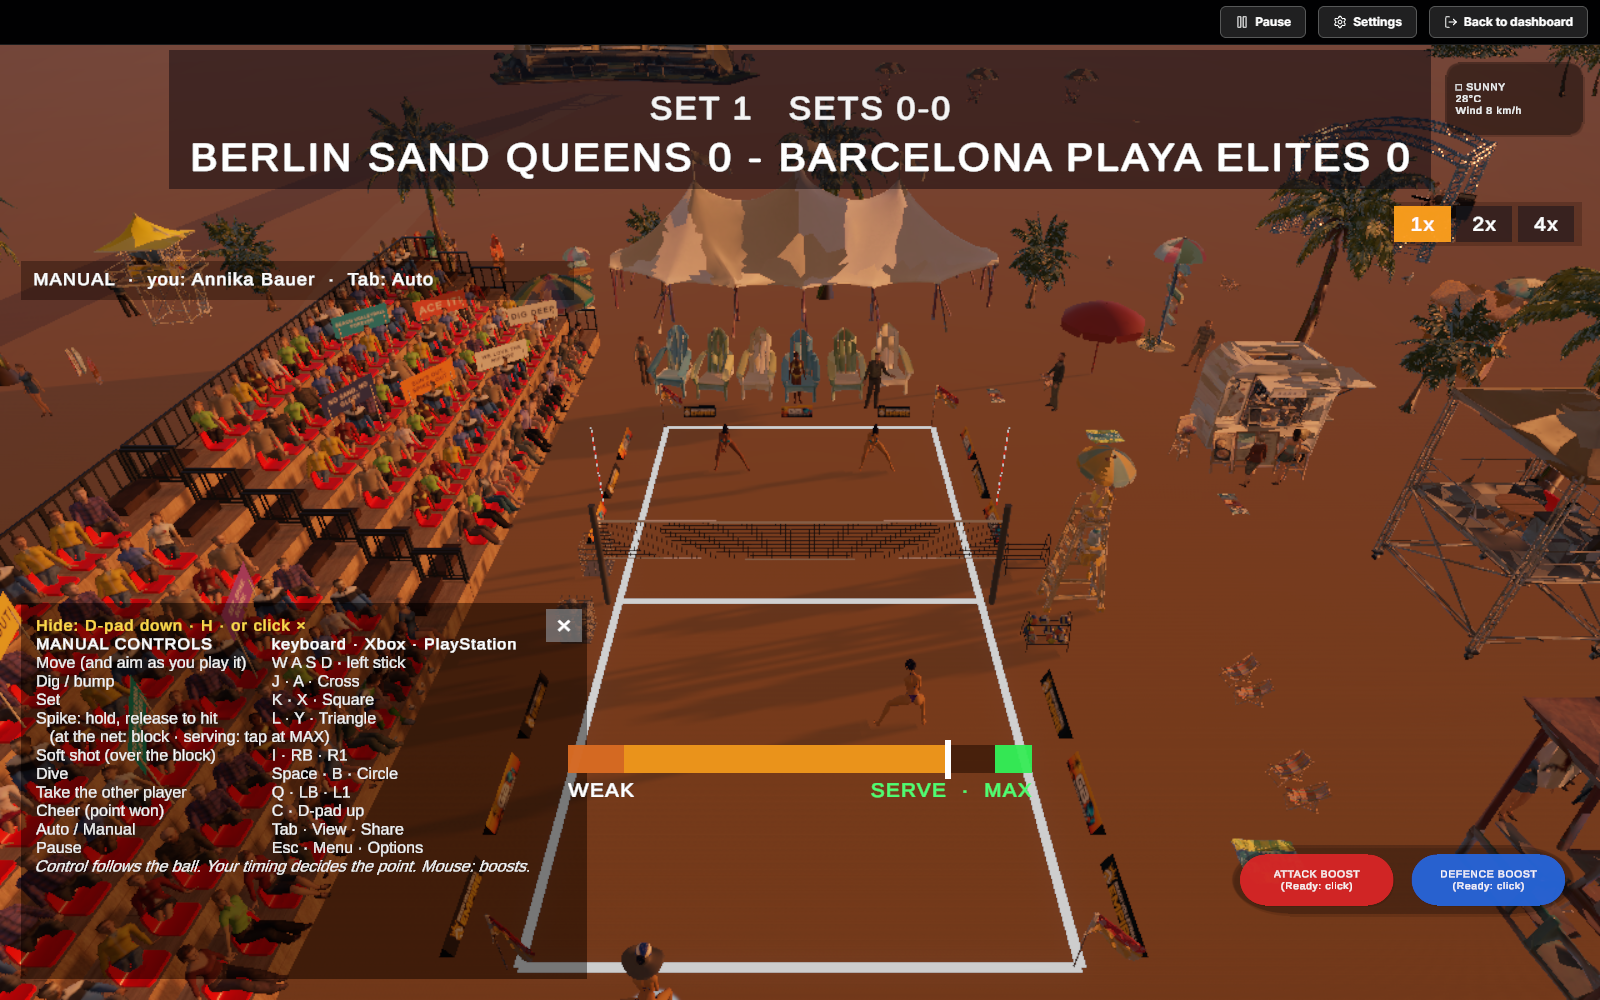 Pause
Settings
Back to dashboard
SET 1 SETS 0-0
BERLIN SAND QUEENS 0 - BARCELONA PLAYA ELITES 0
SUNNY
28°C
Wind 8 km/h
1x 2x 4x
MANUAL · you: Annika Bauer · Tab: Auto
ACE IT!
DIG DEEP
Hide: D-pad down · H · or click ×
MANUAL CONTROLS keyboard · Xbox · PlayStation
Move (and aim as you play it) W A S D · left stick
Dig / bump J · A · Cross
Set K · X · Square
Spike: hold, release to hit L · Y · Triangle
(at the net: block · serving: tap at MAX)
Soft shot (over the block) I · RB · R1
Dive Space · B · Circle
Take the other player Q · LB · L1
Cheer (point won) C · D-pad up
Auto / Manual Tab · View · Share
Pause Esc · Menu · Options
Control follows the ball. Your timing decides the point. Mouse: boosts.
WEAK
SERVE · MAX
ATTACK BOOST
(Ready: click)
DEFENCE BOOST
(Ready: click)